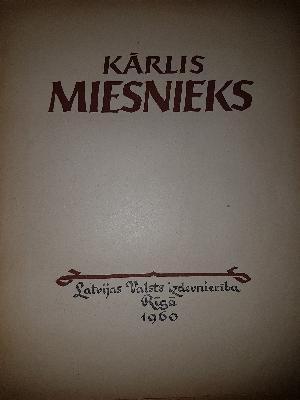 KĀRLIS
MIESNIEKS
Latvijas Valsts izdevniecība
Rīgā
1960